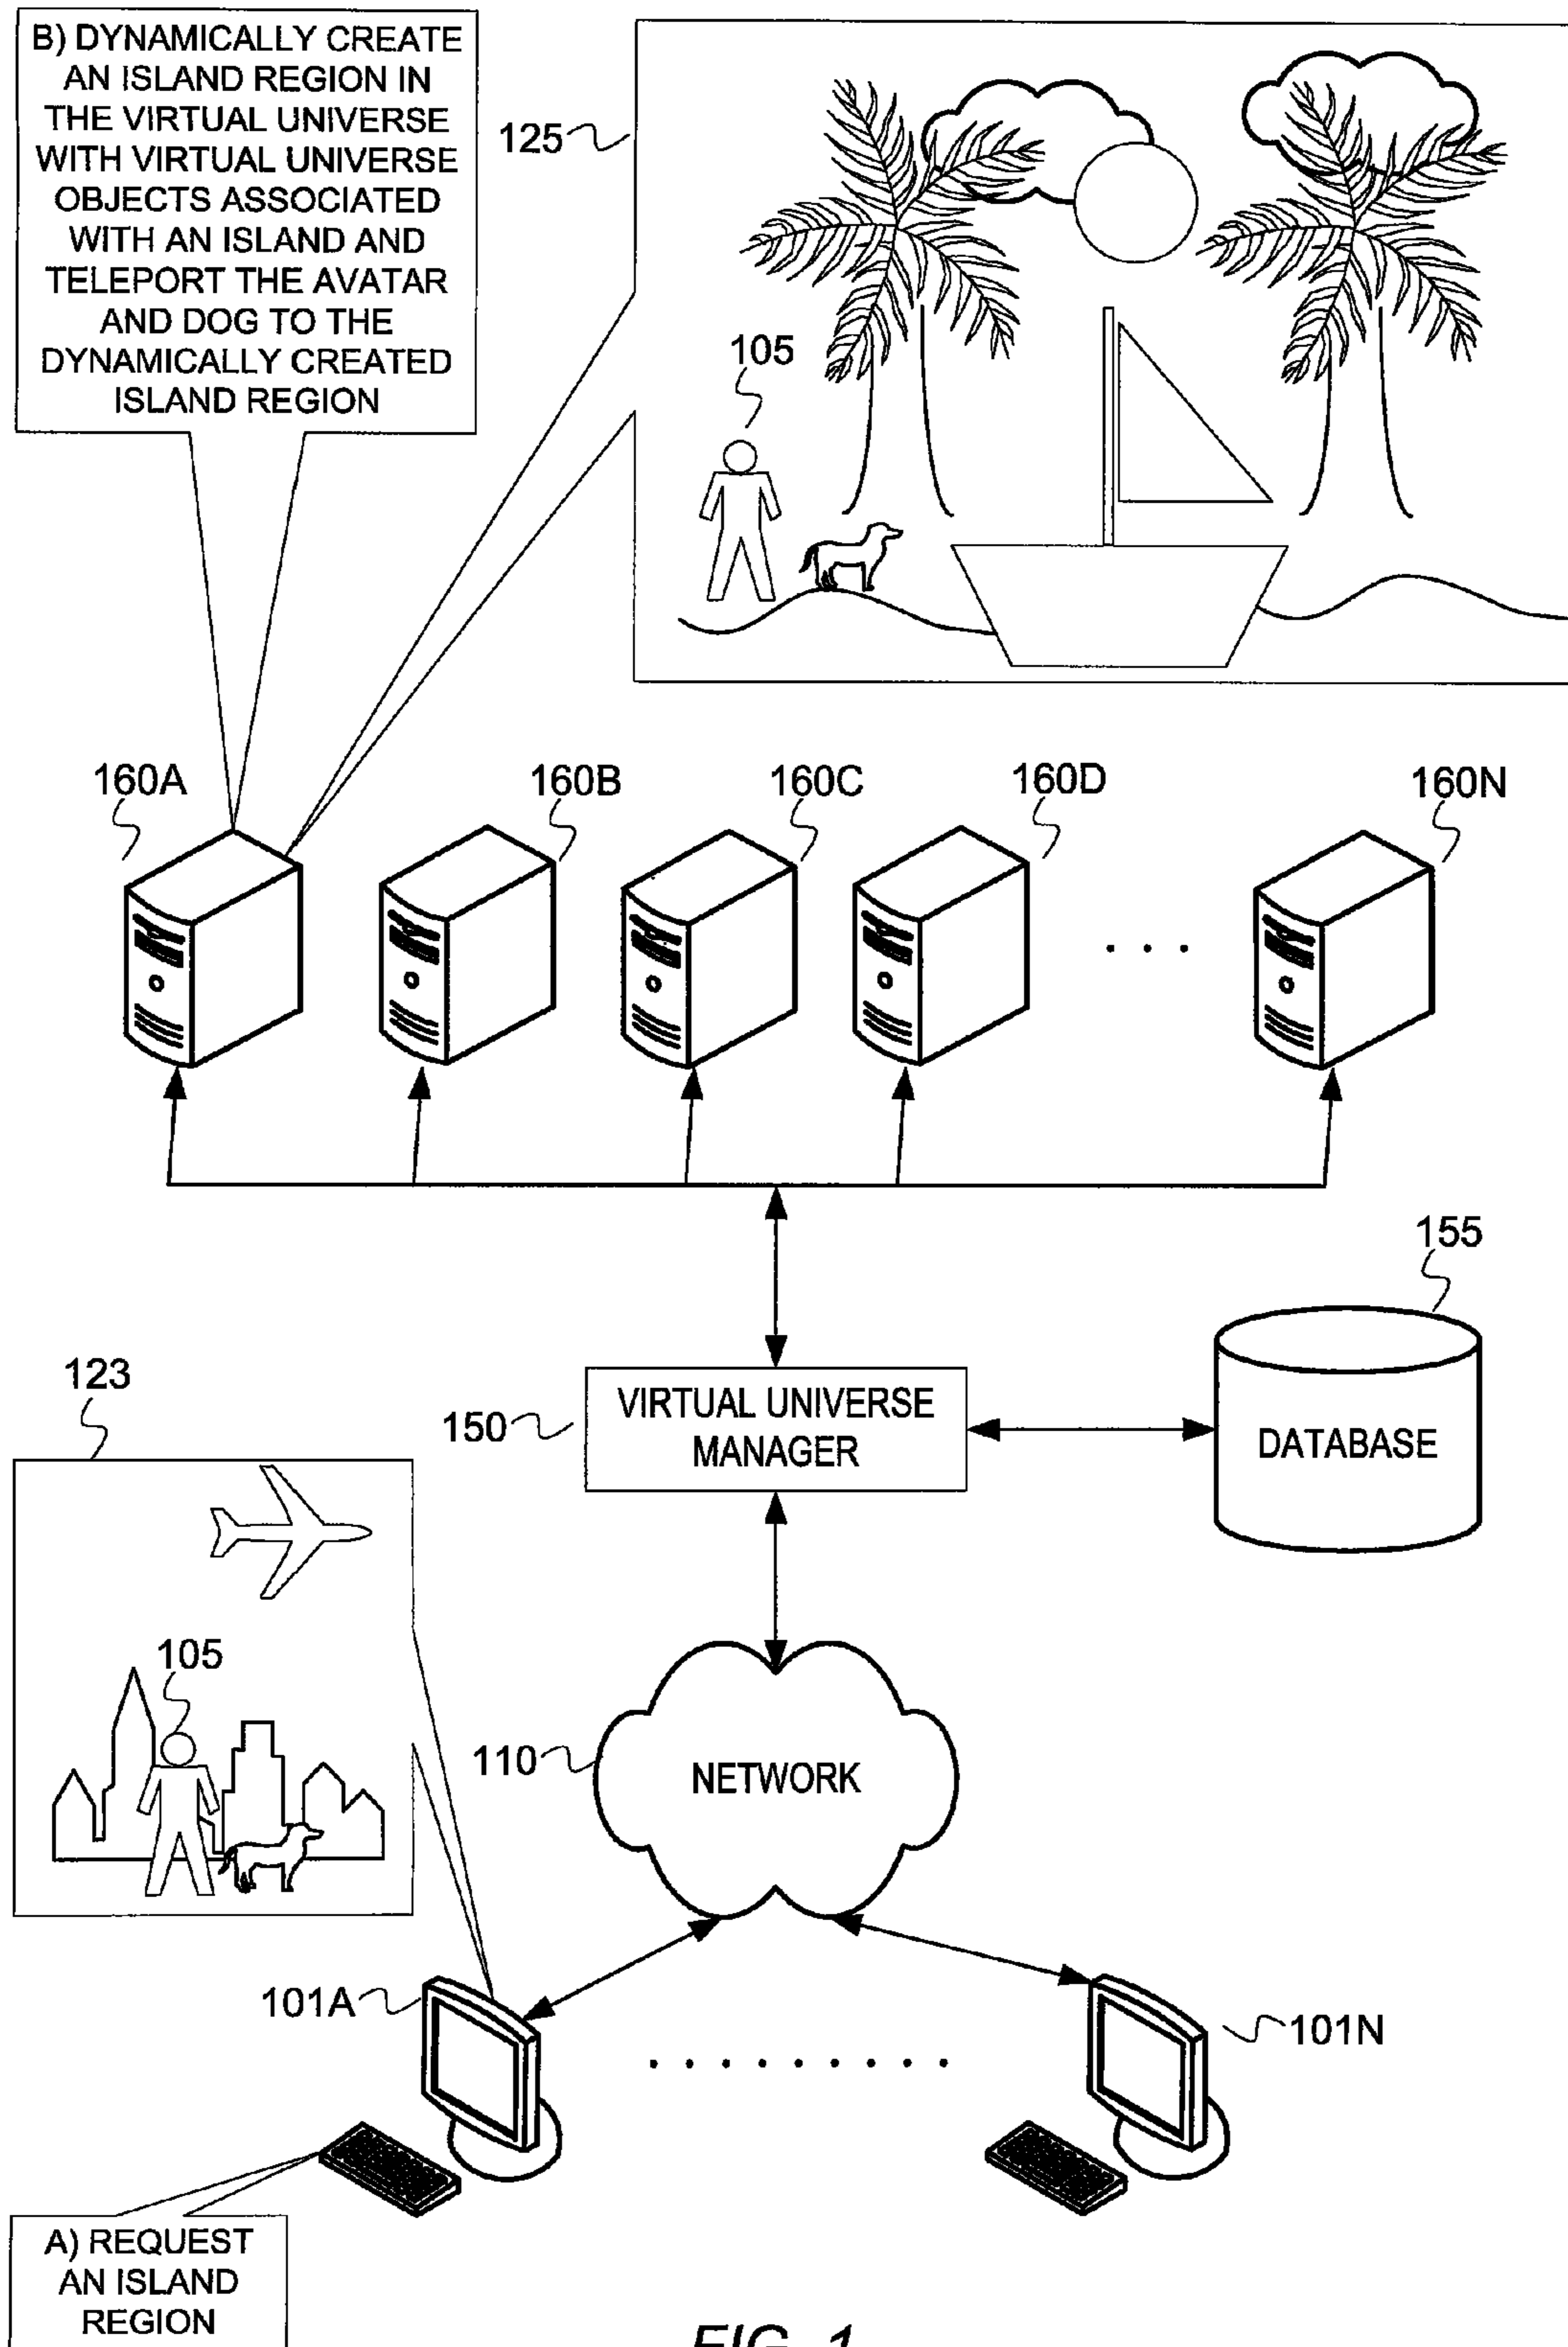 B) DYNAMICALLY CREATE
AN ISLAND REGION IN
THE VIRTUAL UNIVERSE
WITH VIRTUAL UNIVERSE
OBJECTS ASSOCIATED
WITH AN ISLAND AND
TELEPORT THE AVATAR
AND DOG TO THE
DYNAMICALLY CREATED
ISLAND REGION
125
105
160A
160B
160C
160D
160N
155
123
150
VIRTUAL UNIVERSE
MANAGER
DATABASE
105
110
NETWORK
101A
101N
A) REQUEST
AN ISLAND
REGION
FIG. 1